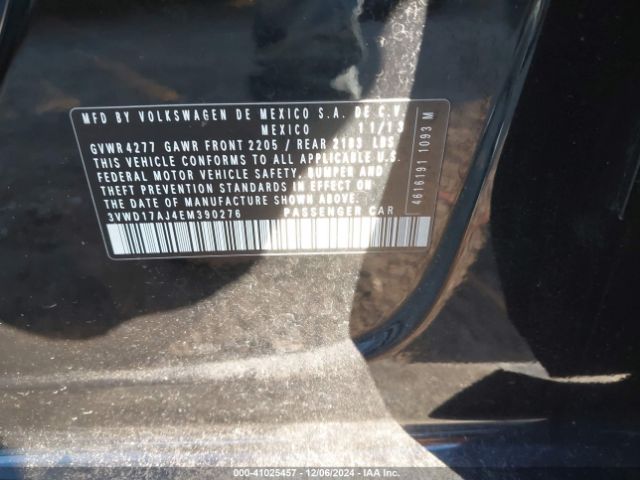 MFD BY VOLKSWAGEN DE MEXICO S.A. DE C.V.
MEXICO 11/13
GVWR 4277 GAWR FRONT 2205 / REAR 2183 LBS
THIS VEHICLE CONFORMS TO ALL APPLICABLE U.S.
FEDERAL MOTOR VEHICLE SAFETY, BUMPER AND
THEFT PREVENTION STANDARDS IN EFFECT ON
THE DATE OF MANUFACTURE SHOWN ABOVE.
3VWD17AJ4EM390276 PASSENGER CAR
4616191 1093 M
000-41025457 - 12/06/2024 - IAA Inc.